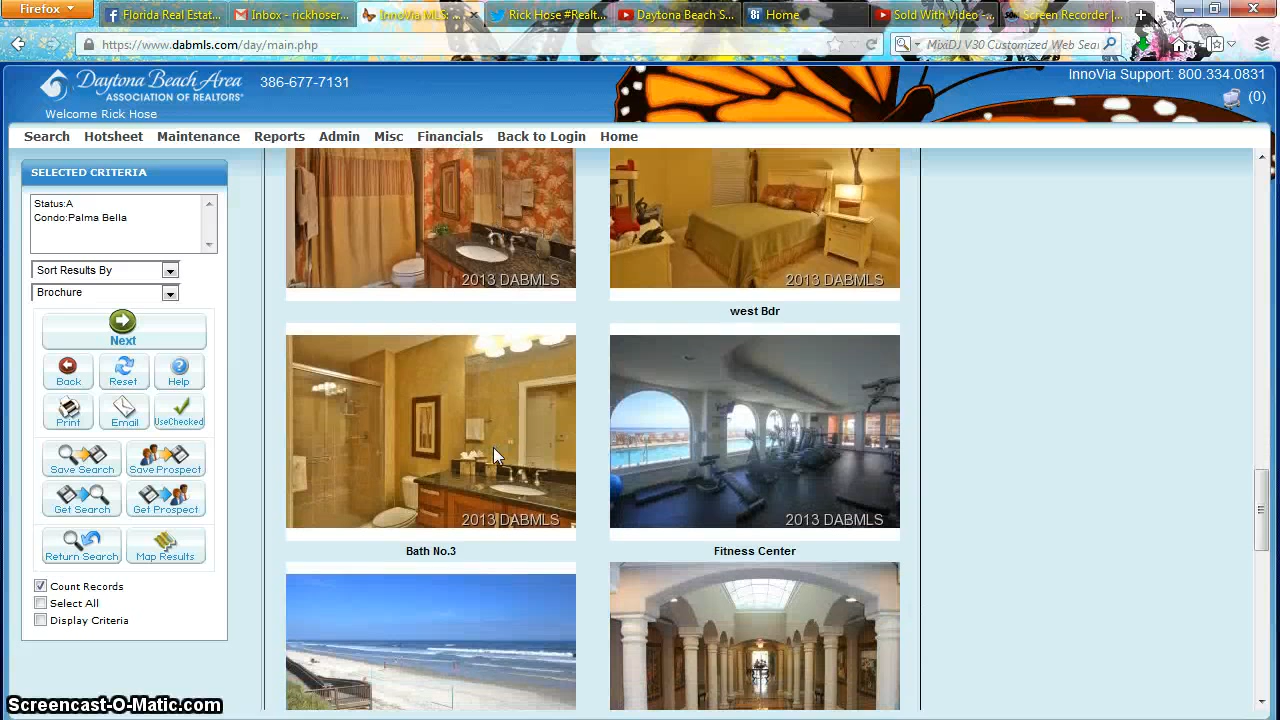 Firefox
Florida Real Estat...
Inbox - rickhoser...
InnoVia MLS: ...
Rick Hose #Realt...
Daytona Beach S...
Home
Sold With Video -...
Screen Recorder |...
https://www.dabmls.com/day/main.php
MixiDJ V30 Customized Web Sear
Daytona Beach Area
ASSOCIATION OF REALTORS®
386-677-7131
InnoVia Support: 800.334.0831
(0)
Welcome Rick Hose
Search Hotsheet Maintenance Reports Admin Misc Financials Back to Login Home
SELECTED CRITERIA
Status:A
Condo:Palma Bella
Sort Results By
Brochure
Next
Back Reset Help
Print Email UseChecked
Save Search Save Prospect
Get Search Get Prospect
Return Search Map Results
Count Records
Select All
Display Criteria
2013 DABMLS
2013 DABMLS
west Bdr
2013 DABMLS
2013 DABMLS
Bath No.3
Fitness Center
Screencast-O-Matic.com